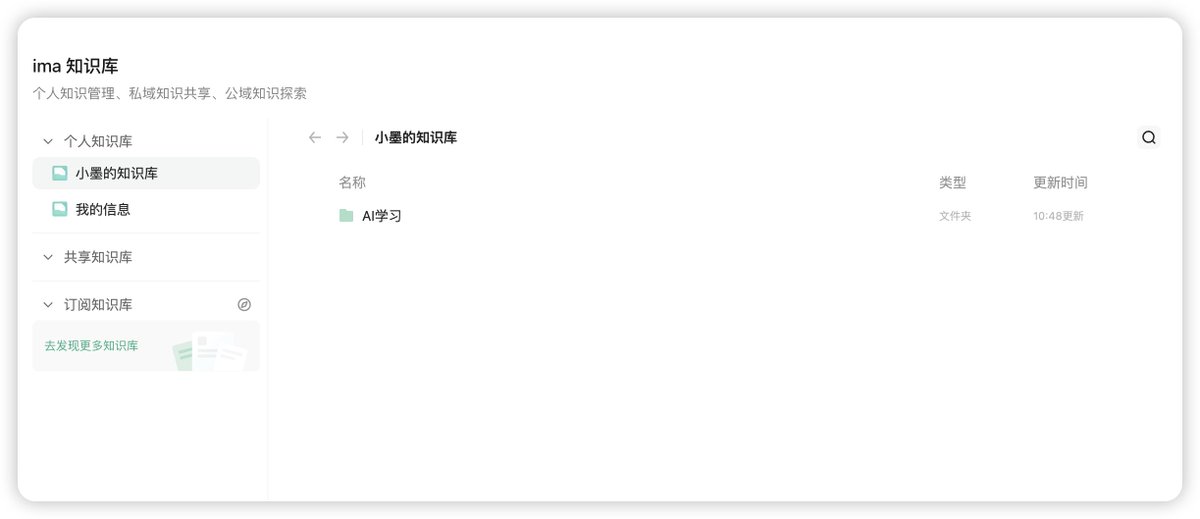 ima 知识库
个人知识管理、私域知识共享、公域知识探索
个人知识库
小墨的知识库
我的信息
共享知识库
订阅知识库
去发现更多知识库
小墨的知识库
名称 类型 更新时间
AI学习 文件夹 10:48更新